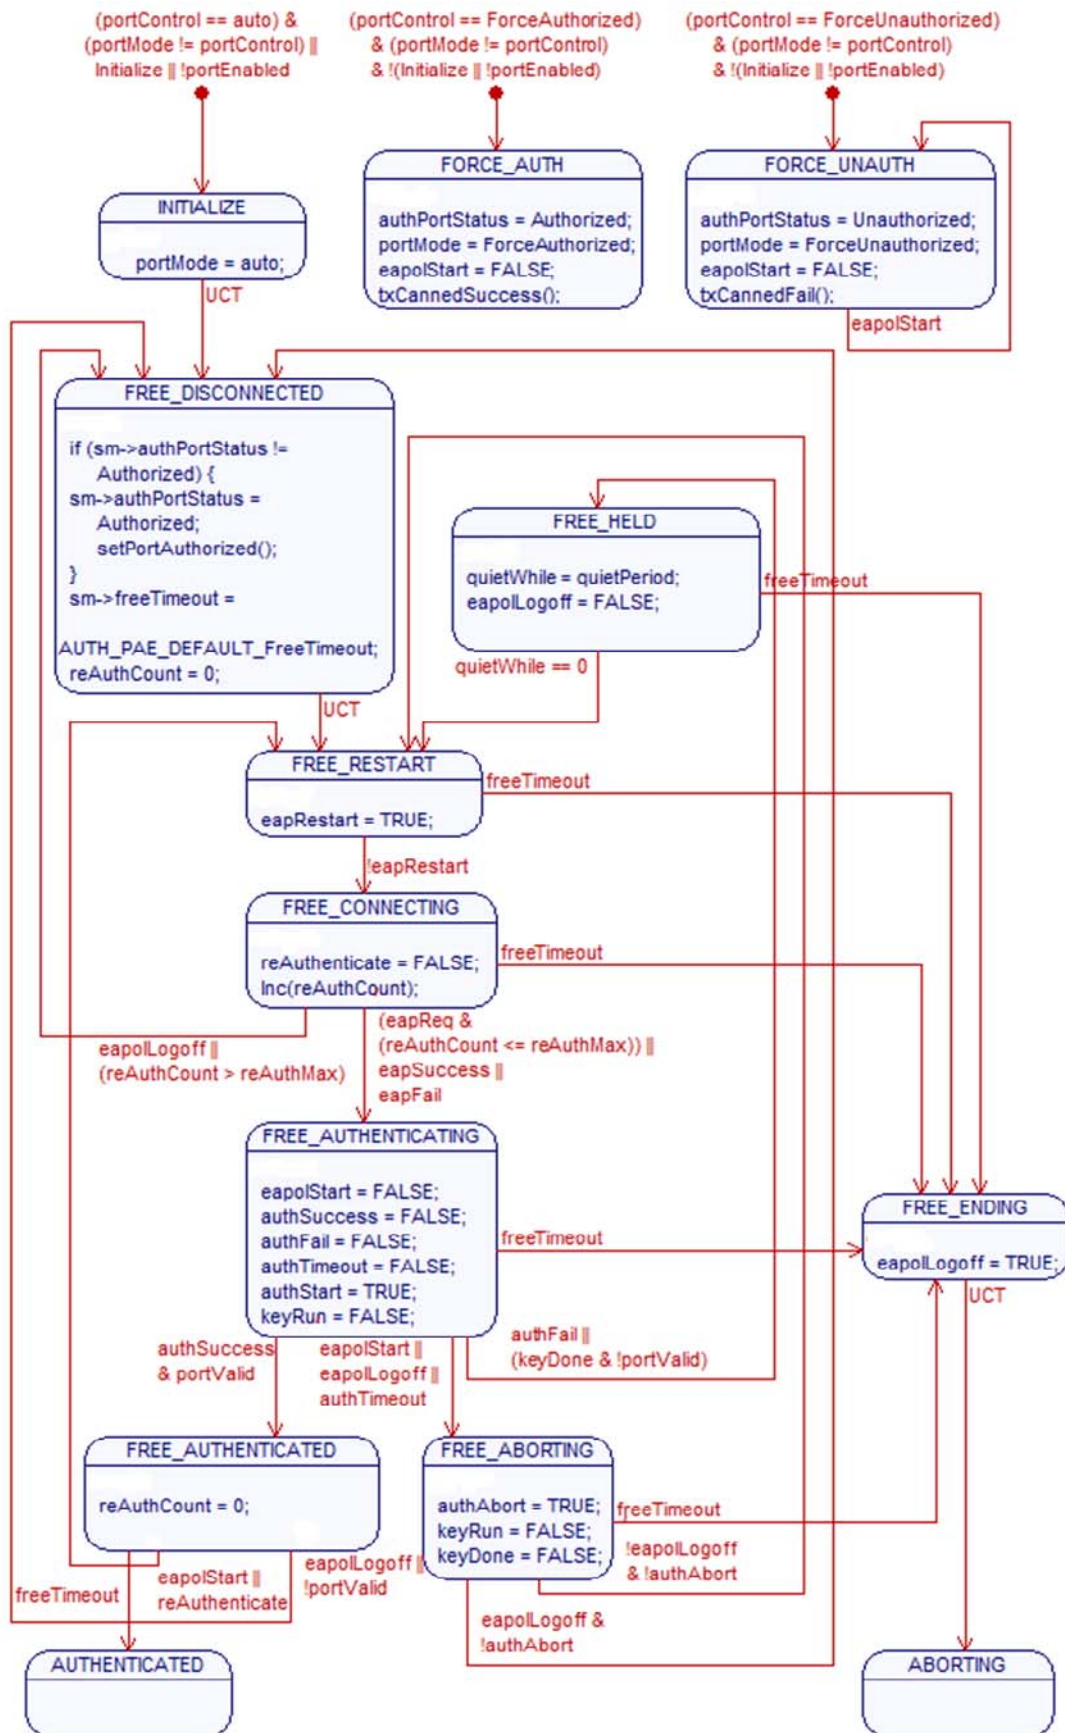 (portControl == auto) &
(portMode != portControl) ||
Initialize || !portEnabled
(portControl == ForceAuthorized)
& (portMode != portControl)
& !(Initialize || !portEnabled)
(portControl == ForceUnauthorized)
& (portMode != portControl)
& !(Initialize || !portEnabled)
INITIALIZE
portMode = auto;
UCT
FORCE_AUTH
authPortStatus = Authorized;
portMode = ForceAuthorized;
eapolStart = FALSE;
txCannedSuccess();
FORCE_UNAUTH
authPortStatus = Unauthorized;
portMode = ForceUnauthorized;
eapolStart = FALSE;
txCannedFail();
eapolStart
FREE_DISCONNECTED
if (sm->authPortStatus !=
Authorized) {
sm->authPortStatus =
Authorized;
setPortAuthorized();
}
sm->freeTimeout =
AUTH_PAE_DEFAULT_FreeTimeout;
reAuthCount = 0;
UCT
FREE_HELD
quietWhile = quietPeriod;
eapolLogoff = FALSE;
freeTimeout
quietWhile == 0
FREE_RESTART
eapRestart = TRUE;
freeTimeout
!eapRestart
FREE_CONNECTING
reAuthenticate = FALSE;
Inc(reAuthCount);
freeTimeout
eapolLogoff ||
(reAuthCount > reAuthMax)
(eapReq &
(reAuthCount <= reAuthMax)) ||
eapSuccess ||
eapFail
FREE_AUTHENTICATING
eapolStart = FALSE;
authSuccess = FALSE;
authFail = FALSE;
authTimeout = FALSE;
authStart = TRUE;
keyRun = FALSE;
freeTimeout
FREE_ENDING
eapolLogoff = TRUE;
UCT
authSuccess
& portValid
eapolStart ||
eapolLogoff ||
authTimeout
authFail ||
(keyDone & !portValid)
FREE_AUTHENTICATED
reAuthCount = 0;
FREE_ABORTING
authAbort = TRUE;
keyRun = FALSE;
keyDone = FALSE;
freeTimeout
!eapolLogoff
& !authAbort
freeTimeout
eapolStart ||
reAuthenticate
eapolLogoff ||
!portValid
eapolLogoff &
!authAbort
AUTHENTICATED
ABORTING